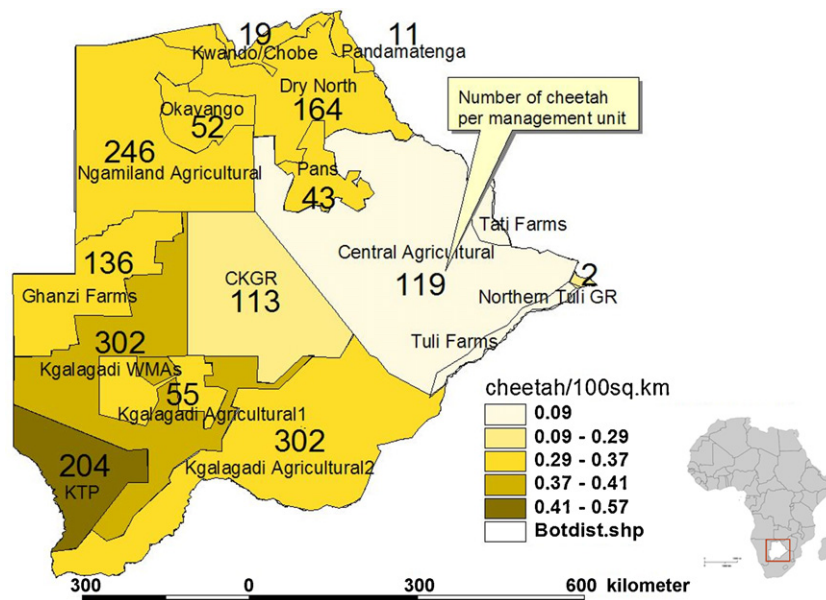 19
11
Kwando/Chobe
Pandamatenga
Dry North
164
Okavango
52
246
Ngamiland Agricultural
Pans
43
Number of cheetah
per management unit
Tati Farms
Central Agricultural
119
2
Northern Tuli GR
Tuli Farms
136
Ghanzi Farms
CKGR
113
302
Kgalagadi WMAs
55
Kgalagadi Agricultural1
302
Kgalagadi Agricultural2
204
KTP
cheetah/100sq.km
0.09
0.09 - 0.29
0.29 - 0.37
0.37 - 0.41
0.41 - 0.57
Botdist.shp
300 0 300 600 kilometer